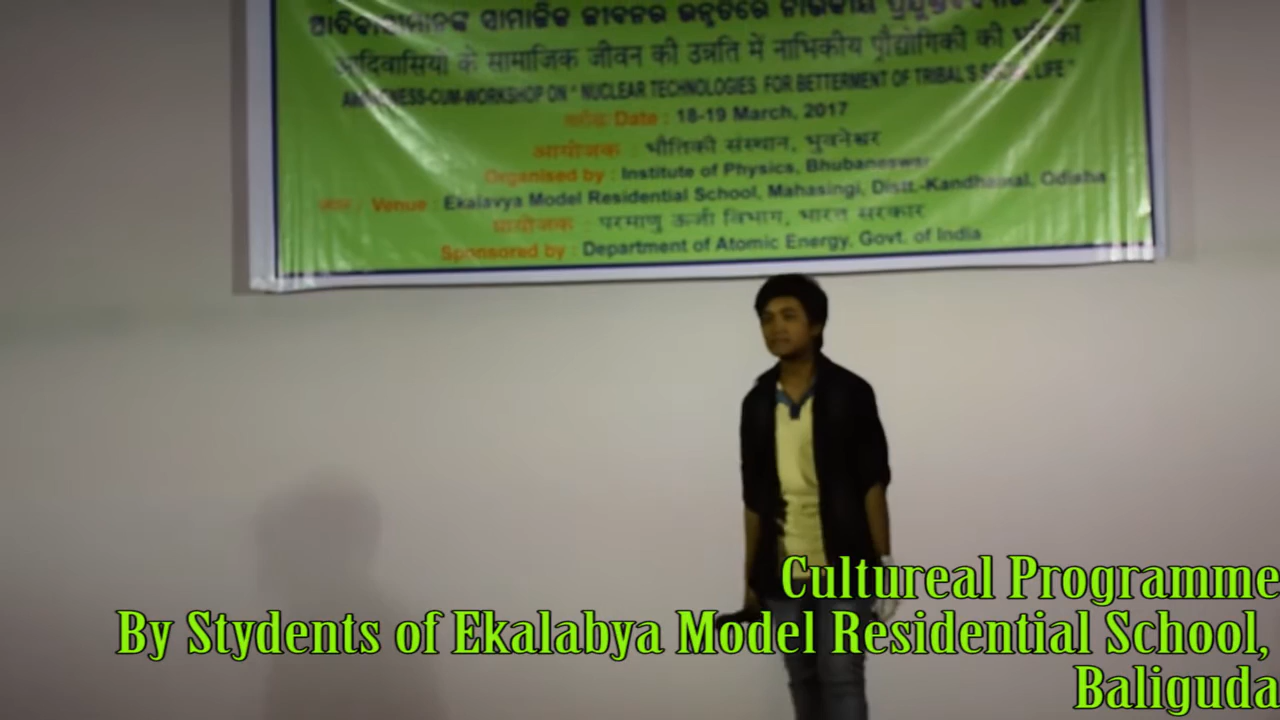 ଆଦିବାସୀମାନଙ୍କ ସାମାଜିକ ଜୀବନର ଉନ୍ନତିରେ
आदिवासियों के सामाजिक जीवन की उन्नति में नाभिकीय प्रौद्योगिकी की भूमिका
AWARENESS-CUM-WORKSHOP ON " NUCLEAR TECHNOLOGIES FOR BETTERMENT OF TRIBAL'S SOCIAL LIFE "
Date : 18-19 March, 2017
आयोजक : भौतिकी संस्थान, भुवनेश्वर
Organised by : Institute of Physics, Bhubaneswar
Venue : Ekalavya Model Residential School, Mahasingi, Distt.-Kandhamal, Odisha
प्रायोजक : परमाणु ऊर्जा विभाग, भारत सरकार
Sponsored by : Department of Atomic Energy, Govt. of India
Cultureal Programme
By Stydents of Ekalabya Model Residential School,
Baliguda